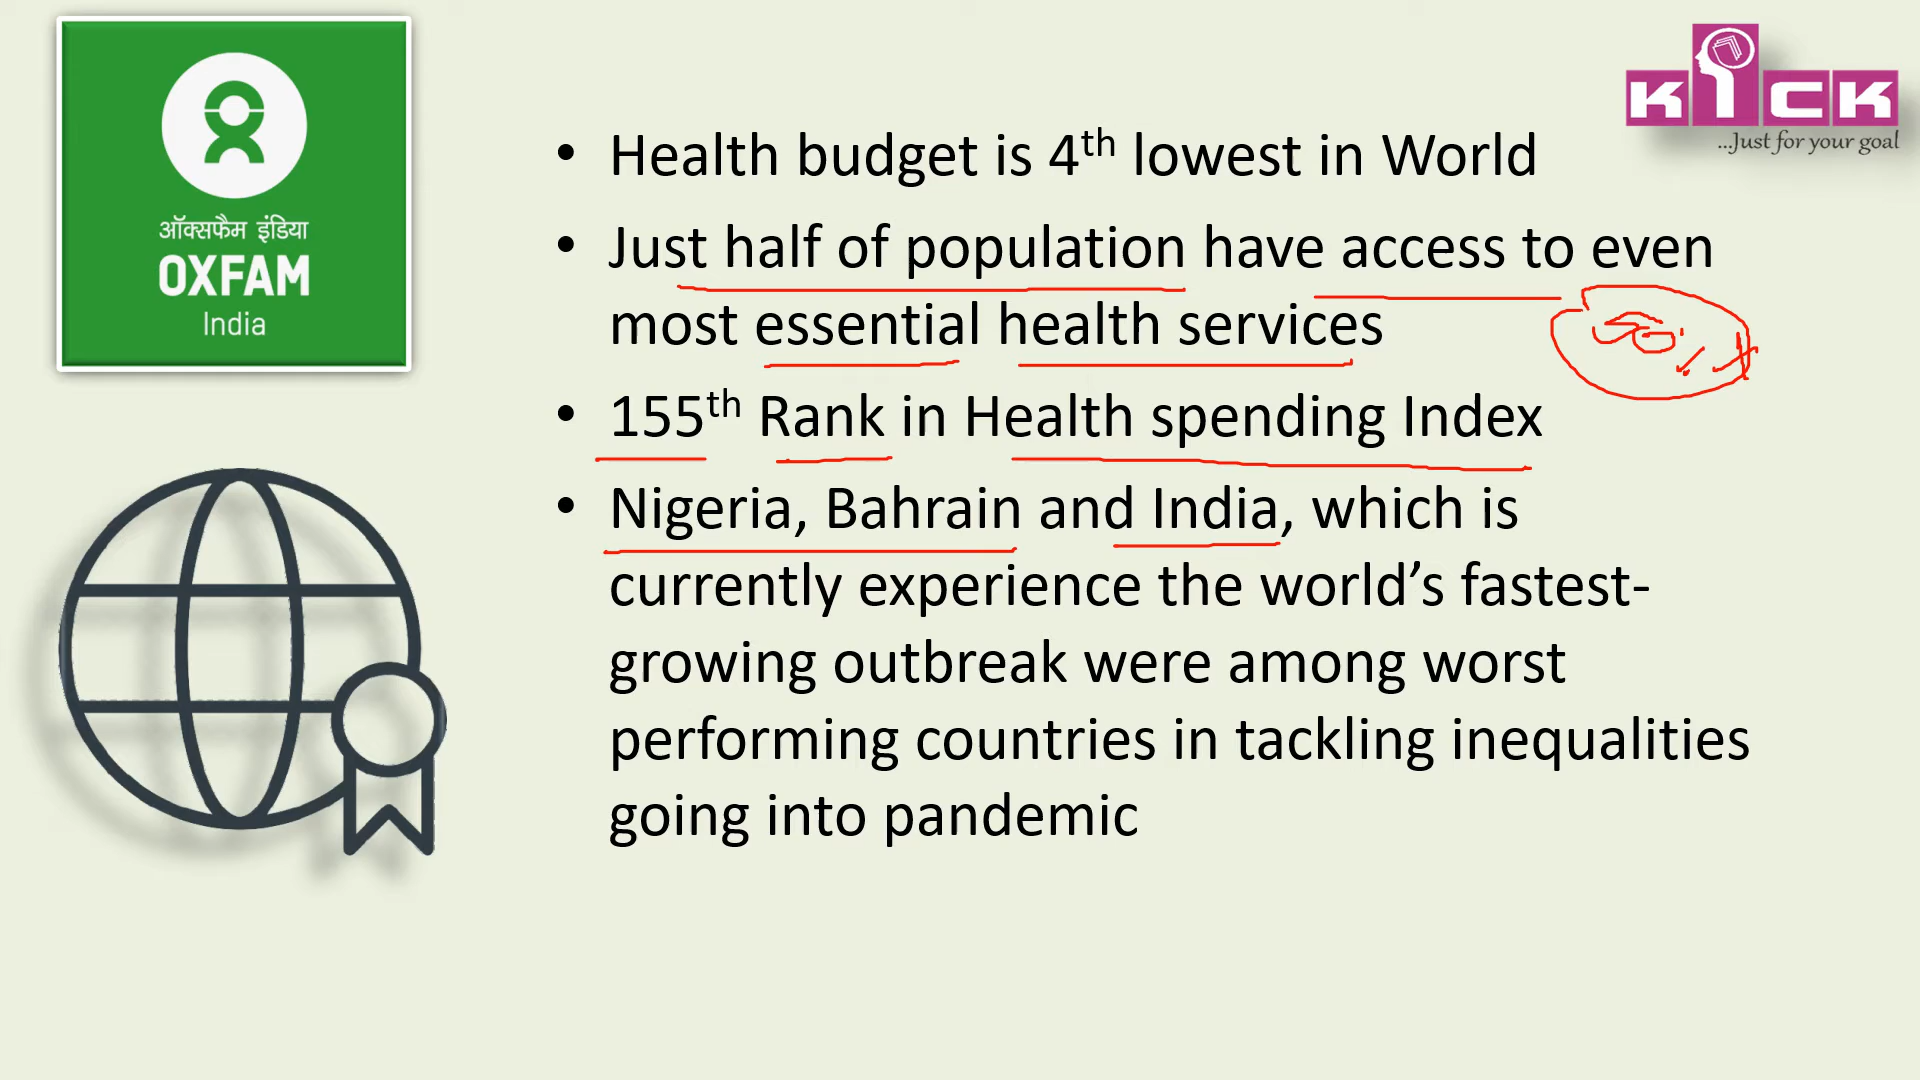 ऑक्सफैम इंडिया
OXFAM
India
KICK
...Just for your goal
• Health budget is 4th lowest in World
• Just half of population have access to even
most essential health services
50%
• 155th Rank in Health spending Index
• Nigeria, Bahrain and India, which is
currently experience the world’s fastest-
growing outbreak were among worst
performing countries in tackling inequalities
going into pandemic